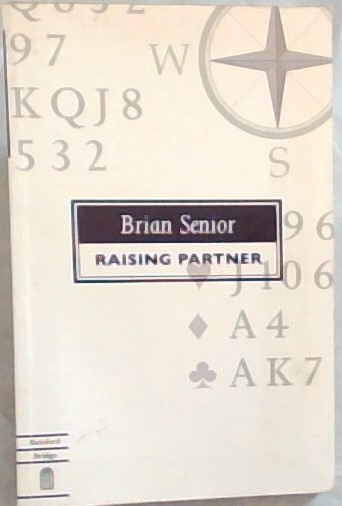 Q 6 5 2
9 7
W
K Q J 8
5 3 2
S
Brian Senior
9 6
RAISING PARTNER
♥ J 10 6
♦ A 4
♣ A K 7
Batsford
Bridge